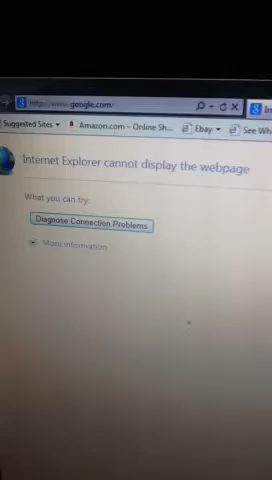 http://www.google.com/
Suggested Sites
Amazon.com – Online Sh...
Ebay
See Wh
Internet Explorer cannot display the webpage
What you can try:
Diagnose Connection Problems
More information